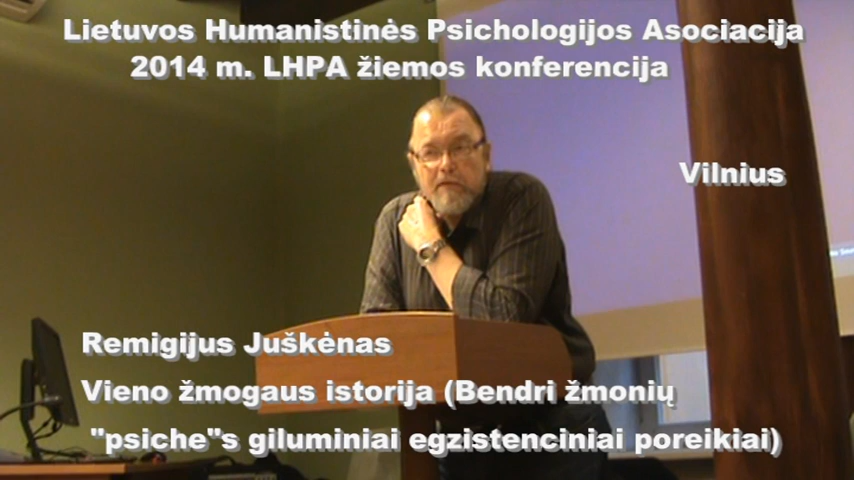 Lietuvos Humanistinės Psichologijos Asociacija
2014 m. LHPA žiemos konferencija
Vilnius
Remigijus Juškėnas
Vieno žmogaus istorija (Bendri žmonių
"psiche"s giluminiai egzistenciniai poreikiai)